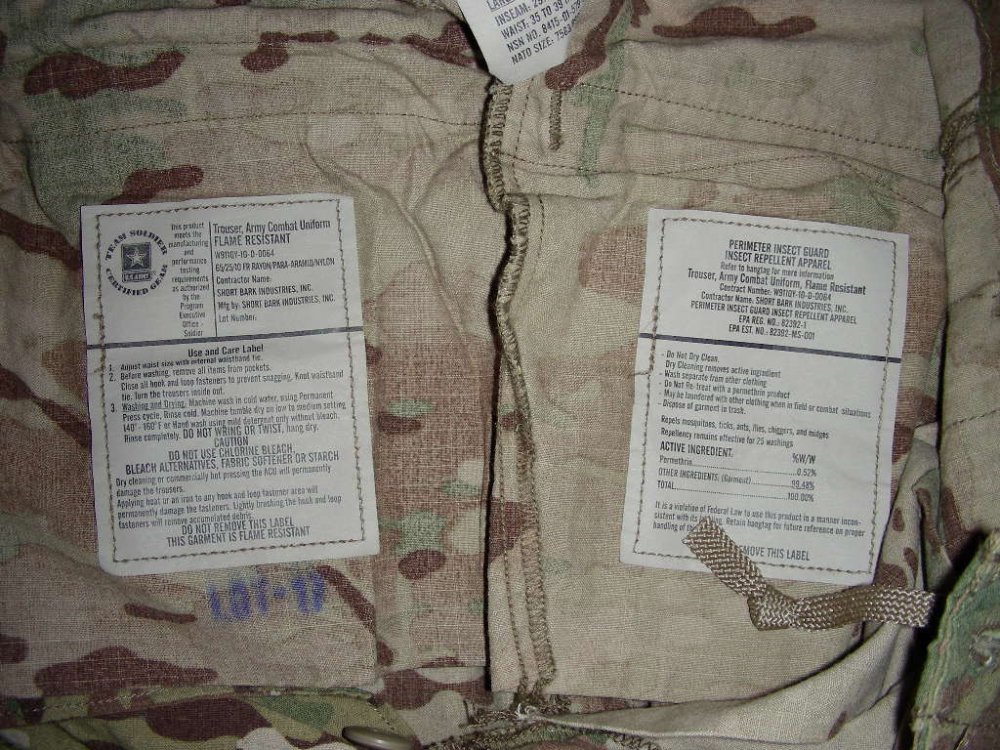 INSEAM: 29
WAIST: 35 TO 39
NSN NO. 8415-01-
NATO SIZE: 7583
TEAM SOLDIER
CERTIFIED GEAR
This product
meets the
manufacturing
and
performance
testing
requirements
as authorized
by the
Program
Executive
Office -
Soldier
Trouser, Army Combat Uniform
FLAME RESISTANT
W911QY-10-D-0064
65/25/10 FR RAYON/PARA-ARAMID/NYLON
Contractor Name:
SHORT BARK INDUSTRIES, INC.
Mfg by: SHORT BARK INDUSTRIES, INC.
Lot Number:
Use and Care Label
1. Adjust waist size with external waistband tie.
2. Before washing, remove all items from pockets.
Close all hook and loop fasteners to prevent snagging. Knot waistband
tie. Turn the trousers inside out.
3. Washing and Drying. Machine wash in cold water, using Permanent
Press cycle. Rinse cold. Machine tumble dry on low to medium setting
140° - 160° F or Hand wash using mild detergent only without bleach.
Rinse completely. DO NOT WRING OR TWIST, hang dry.
CAUTION
DO NOT USE CHLORINE BLEACH,
BLEACH ALTERNATIVES, FABRIC SOFTENER OR STARCH
Dry cleaning or commercially hot pressing the ACU will permanently
damage the trousers.
Applying heat or an iron to any hook and loop fastener area will
permanently damage the fasteners. Lightly brushing the hook and loop
fasteners will remove accumulated debris.
DO NOT REMOVE THIS LABEL
THIS GARMENT IS FLAME RESISTANT
LOT-17
PERIMETER INSECT GUARD
INSECT REPELLENT APPAREL
Refer to hangtag for more information
Trouser, Army Combat Uniform, Flame Resistant
Contract Number: W911QY-10-D-0064
Contractor Name: SHORT BARK INDUSTRIES, INC.
PERIMETER INSECT GUARD INSECT REPELLENT APPAREL
EPA REG. NO.: 82392-1
EPA EST. NO.: 82392-MS-001
- Do Not Dry Clean.
Dry Cleaning removes active ingredient
- Wash separate from other clothing
- Do Not Re-treat with a permethrin product
- May be laundered with other clothing when in field or combat situations
- Dispose of garment in trash.
Repels mosquitoes, ticks, ants, flies, chiggers, and midges
Repellency remains effective for 25 washings
ACTIVE INGREDIENT: %W/W
Permethrin 0.52%
OTHER INGREDIENTS: (Garment) 99.48%
TOTAL 100.00%
It is a violation of Federal Law to use this product in a manner incon-
sistent with its Retain hangtag for future reference on proper
handling of
REMOVE THIS LABEL